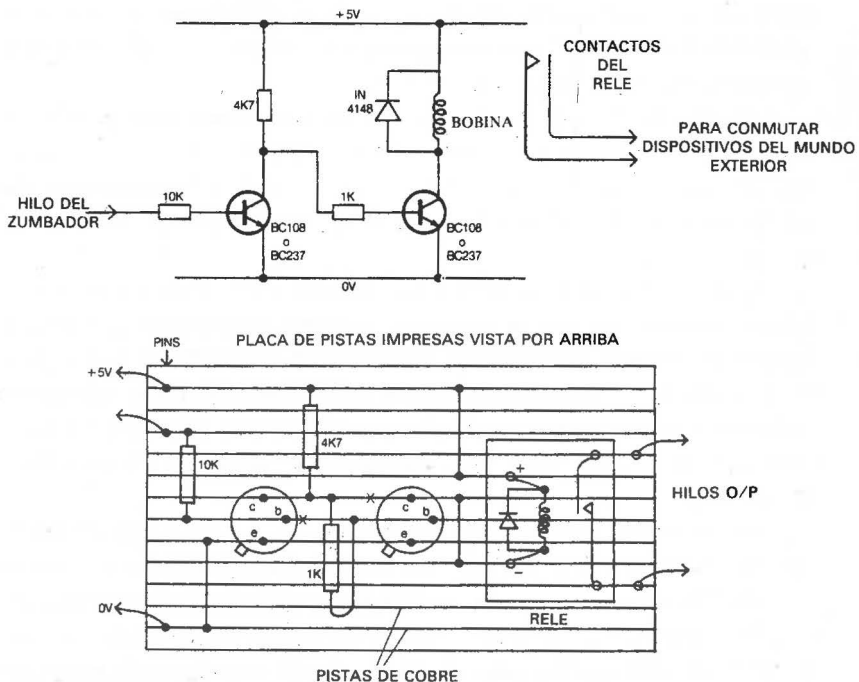 +5V
CONTACTOS
DEL
RELE
4K7
IN
4148
BOBINA
PARA CONMUTAR
DISPOSITIVOS DEL MUNDO
EXTERIOR
HILO DEL
ZUMBADOR
10K
1K
BC108
o
BC237
BC108
o
BC237
0V
PLACA DE PISTAS IMPRESAS VISTA POR ARRIBA
PINS
+5V
4K7
10K
+
HILOS O/P
c
b
e
c
b
e
1K
−
0V
RELE
PISTAS DE COBRE